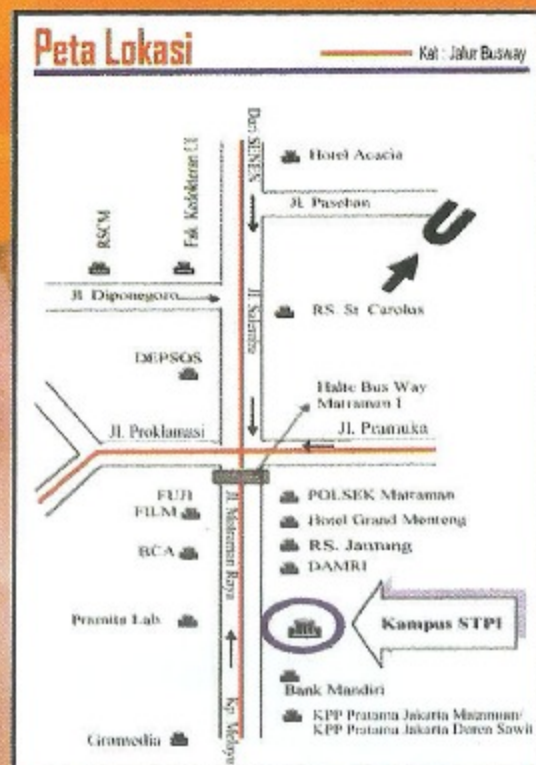 Peta Lokasi
Ket : Jalur Busway
Dari SENEN
Hotel Acacia
RSCM
Fak. Kedokteran UI
Jl. Paseban
U
Jl. Diponegoro
Jl. Salemba
RS. St. Carolus
DEPSOS
Halte Bus Way
Matraman 1
Jl. Proklamasi
Jl. Pramuka
FUJI
FILM
Jl. Matraman Raya
POLSEK Matraman
Hotel Grand Menteng
BCA
RS. Jantung
DAMRI
Pramita Lab.
Kampus STPI
Bank Mandiri
Kp. Melayu
KPP Pratama Jakarta Matraman/
KPP Pratama Jakarta Duren Sawit
Gramedia